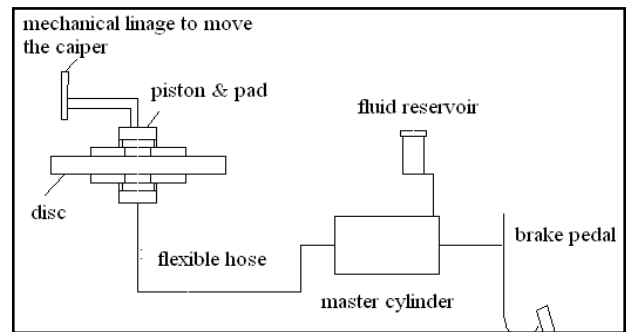 mechanical linage to move
the caiper
piston & pad
fluid reservoir
disc
flexible hose
brake pedal
master cylinder